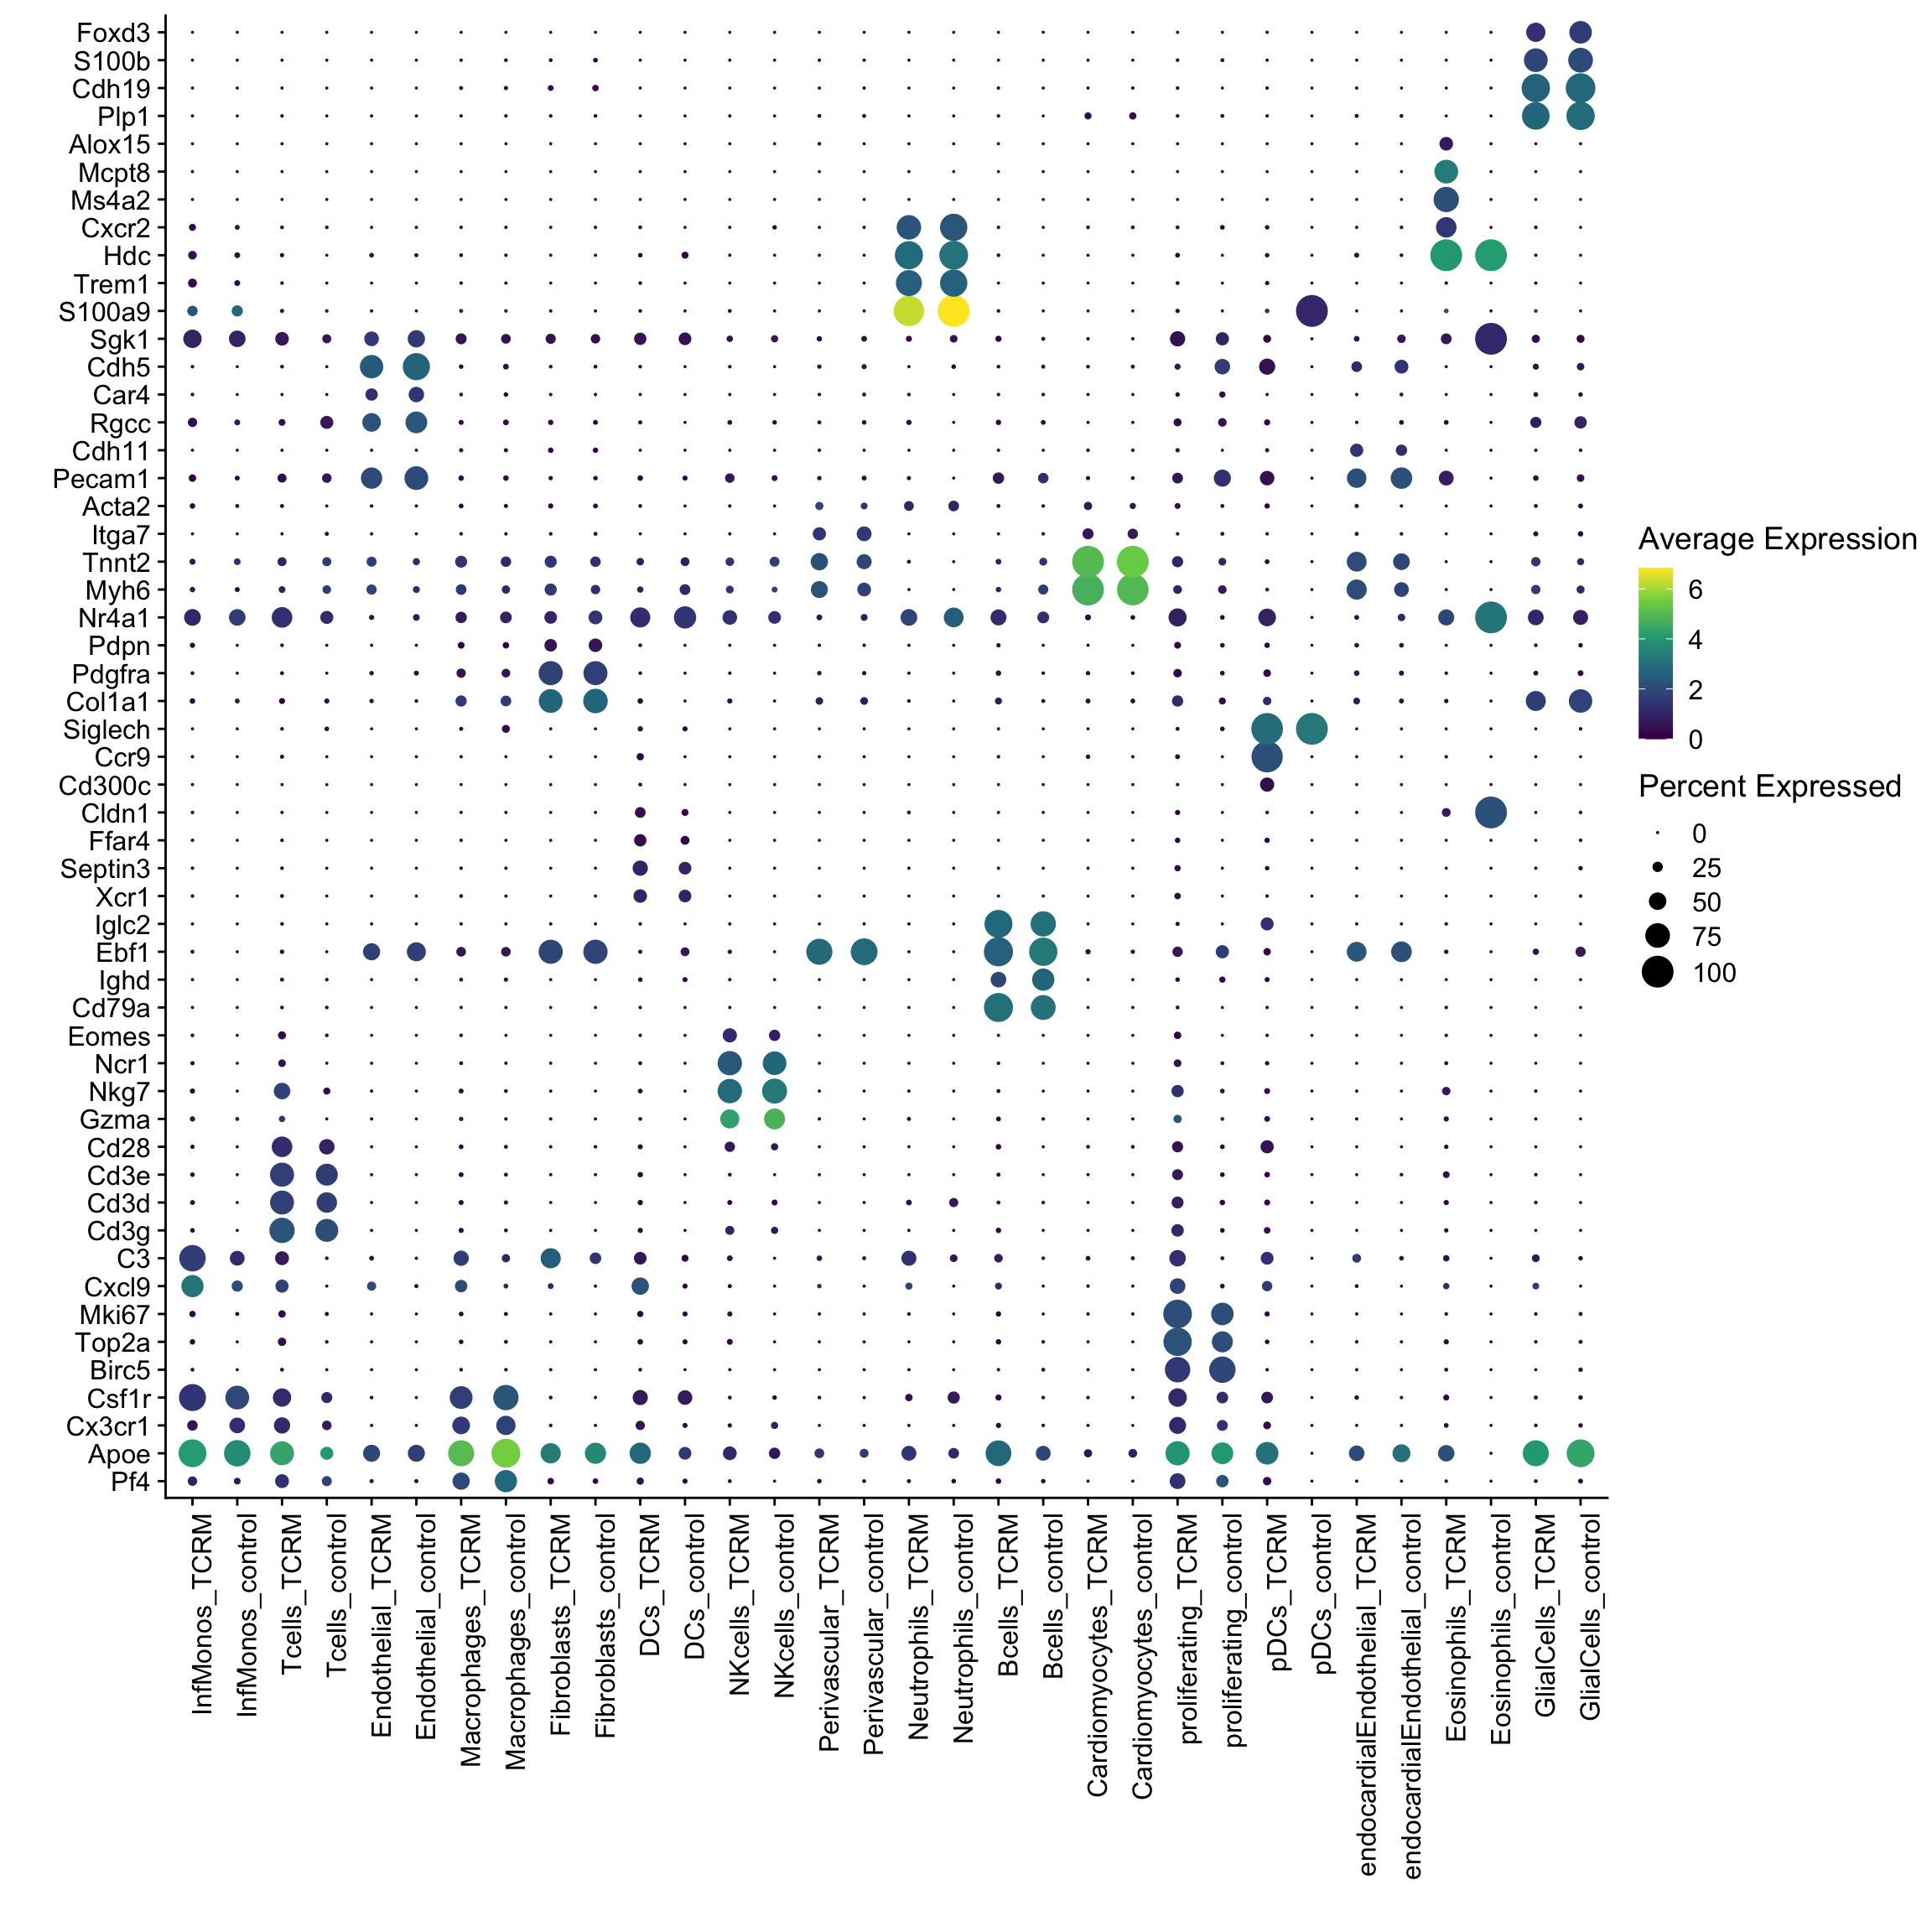 Foxd3
S100b
Cdh19
Plp1
Alox15
Mcpt8
Ms4a2
Cxcr2
Hdc
Trem1
S100a9
Sgk1
Cdh5
Car4
Rgcc
Cdh11
Pecam1
Acta2
Itga7
Tnnt2
Myh6
Nr4a1
Pdpn
Pdgfra
Col1a1
Siglech
Ccr9
Cd300c
Cldn1
Ffar4
Septin3
Xcr1
Iglc2
Ebf1
Ighd
Cd79a
Eomes
Ncr1
Nkg7
Gzma
Cd28
Cd3e
Cd3d
Cd3g
C3
Cxcl9
Mki67
Top2a
Birc5
Csf1r
Cx3cr1
Apoe
Pf4
InfMonos_TCRM
InfMonos_control
Tcells_TCRM
Tcells_control
Endothelial_TCRM
Endothelial_control
Macrophages_TCRM
Macrophages_control
Fibroblasts_TCRM
Fibroblasts_control
DCs_TCRM
DCs_control
NKcells_TCRM
NKcells_control
Perivascular_TCRM
Perivascular_control
Neutrophils_TCRM
Neutrophils_control
Bcells_TCRM
Bcells_control
Cardiomyocytes_TCRM
Cardiomyocytes_control
proliferating_TCRM
proliferating_control
pDCs_TCRM
pDCs_control
endocardialEndothelial_TCRM
endocardialEndothelial_control
Eosinophils_TCRM
Eosinophils_control
GlialCells_TCRM
GlialCells_control
Average Expression
6
4
2
0
Percent Expressed
0
25
50
75
100